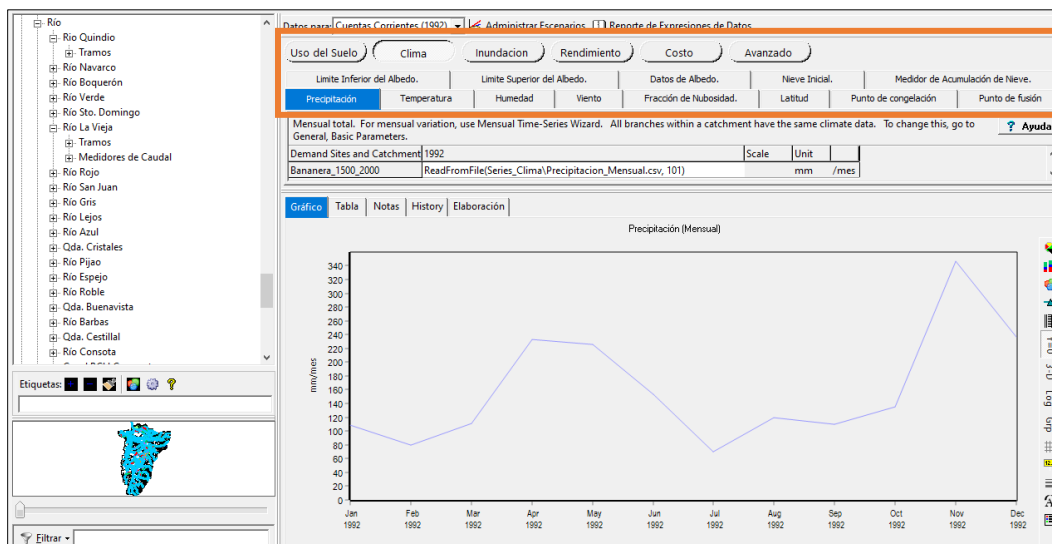 Río
Rio Quindio
Tramos
Río Navarco
Río Boquerón
Río Verde
Río Sto. Domingo
Río La Vieja
Tramos
Medidores de Caudal
Río Rojo
Río San Juan
Río Gris
Río Lejos
Río Azul
Qda. Cristales
Río Pijao
Río Espejo
Río Roble
Qda. Buenavista
Río Barbas
Qda. Cestillal
Río Consota
Etiquetas:
Filtrar
Datos para: Cuentas Corrientes (1992) Administrar Escenarios Reporte de Expresiones de Datos
Uso del Suelo Clima Inundacion Rendimiento Costo Avanzado
Limite Inferior del Albedo. Limite Superior del Albedo. Datos de Albedo. Nieve Inicial. Medidor de Acumulación de Nieve.
Precipitación Temperatura Humedad Viento Fracción de Nubosidad. Latitud Punto de congelación Punto de fusión
Mensual total. For mensual variation, use Mensual Time-Series Wizard. All branches within a catchment have the same climate data. To change this, go to
General, Basic Parameters.
? Ayuda
Demand Sites and Catchment 1992 Scale Unit
Bananera_1500_2000 ReadFromFile(Series_Clima\Precipitacion_Mensual.csv, 101) mm /mes
Gráfico Tabla Notas History Elaboración
Precipitación (Mensual)
mm/mes
340
320
300
280
260
240
220
200
180
160
140
120
100
80
60
40
20
0
Jan Feb Mar Apr May Jun Jul Aug Sep Oct Nov Dec
1992 1992 1992 1992 1992 1992 1992 1992 1992 1992 1992 1992
3-D
Log
Grp